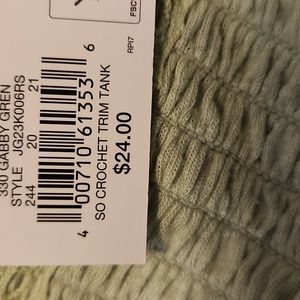 FSC
RPI7
330 GABBY GREN
STYLE JG23K006RS
244 20 21
4 00710 61353 6
SO CROCHET TRIM TANK
$24.00